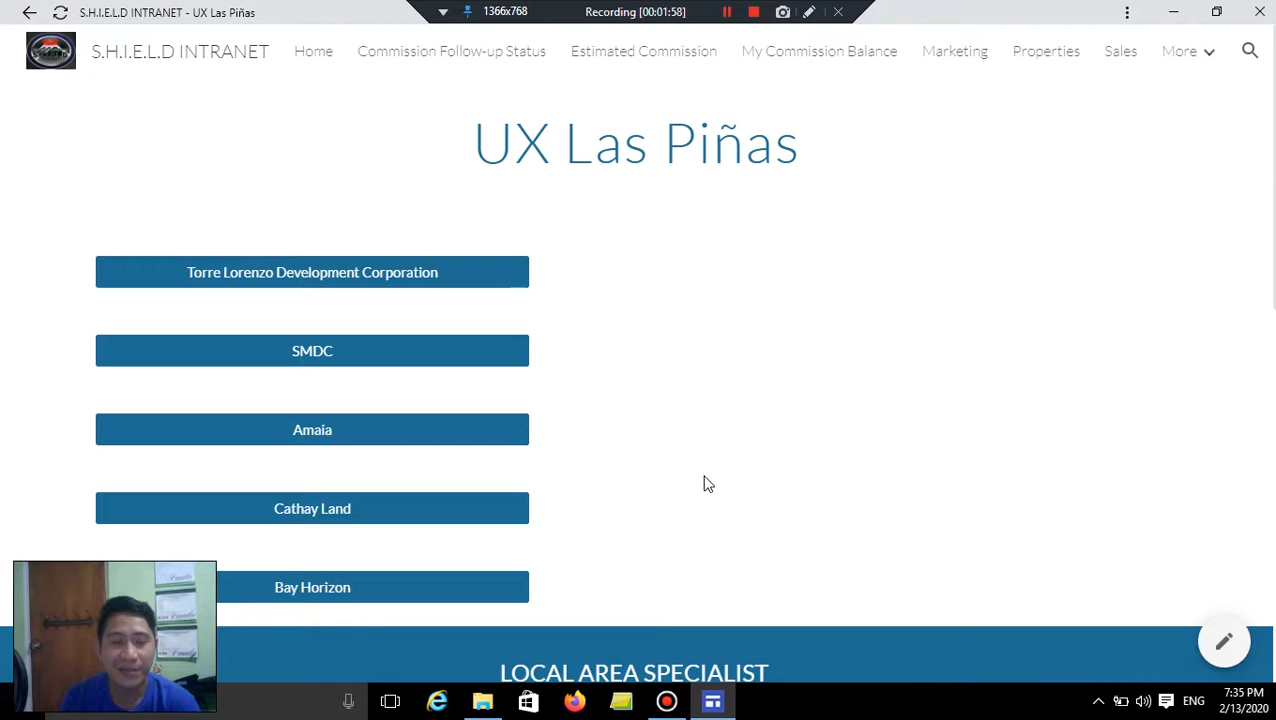 S.H.I.E.L.D INTRANET - UX Las Piñas
1366x768
Recording [00:01:58]
S.H.I.E.L.D INTRANET
Home
Commission Follow-up Status
Estimated Commission
My Commission Balance
Marketing
Properties
Sales
More
UX Las Piñas
Torre Lorenzo Development Corporation
SMDC
Amaia
Cathay Land
Bay Horizon
LOCAL AREA SPECIALIST
ENG
7:35 PM
2/13/2020